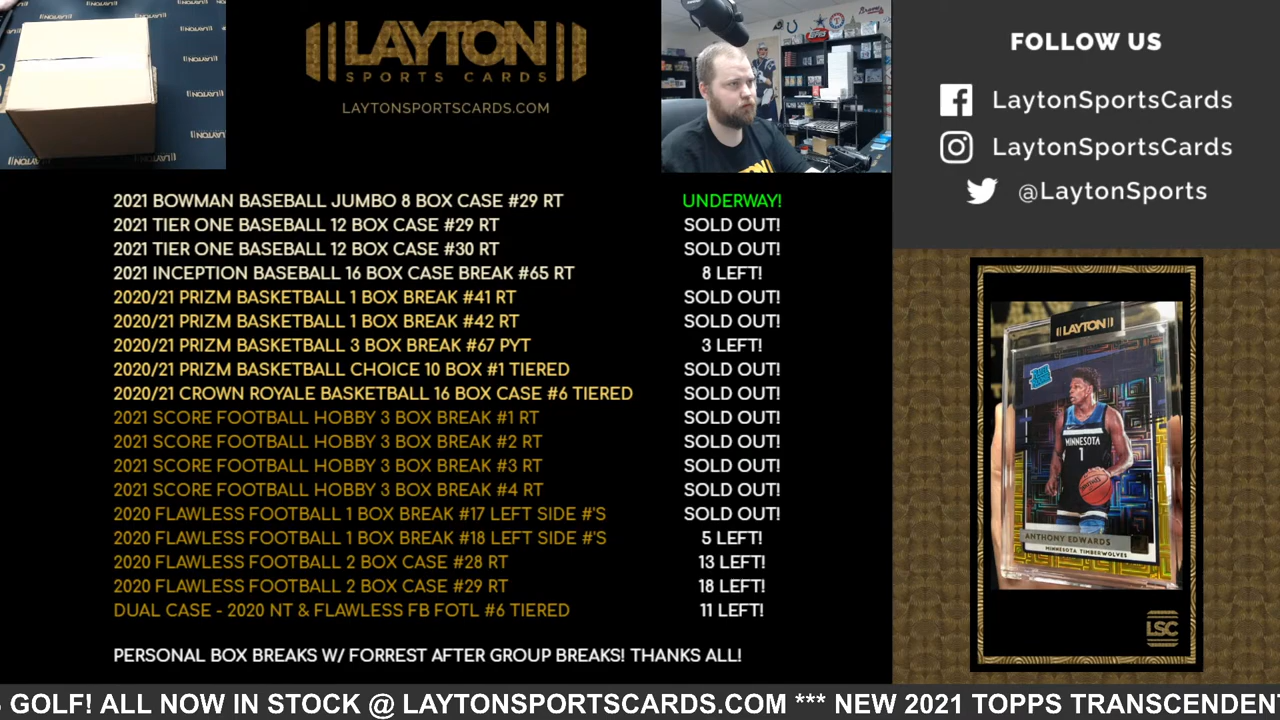 LAYTON
SPORTS CARDS
LAYTONSPORTSCARDS.COM
FOLLOW US
LaytonSportsCards
LaytonSportsCards
@LaytonSports
2021 BOWMAN BASEBALL JUMBO 8 BOX CASE #29 RT UNDERWAY!
2021 TIER ONE BASEBALL 12 BOX CASE #29 RT SOLD OUT!
2021 TIER ONE BASEBALL 12 BOX CASE #30 RT SOLD OUT!
2021 INCEPTION BASEBALL 16 BOX CASE BREAK #65 RT 8 LEFT!
2020/21 PRIZM BASKETBALL 1 BOX BREAK #41 RT SOLD OUT!
2020/21 PRIZM BASKETBALL 1 BOX BREAK #42 RT SOLD OUT!
2020/21 PRIZM BASKETBALL 3 BOX BREAK #67 PYT 3 LEFT!
2020/21 PRIZM BASKETBALL CHOICE 10 BOX #1 TIERED SOLD OUT!
2020/21 CROWN ROYALE BASKETBALL 16 BOX CASE #6 TIERED SOLD OUT!
2021 SCORE FOOTBALL HOBBY 3 BOX BREAK #1 RT SOLD OUT!
2021 SCORE FOOTBALL HOBBY 3 BOX BREAK #2 RT SOLD OUT!
2021 SCORE FOOTBALL HOBBY 3 BOX BREAK #3 RT SOLD OUT!
2021 SCORE FOOTBALL HOBBY 3 BOX BREAK #4 RT SOLD OUT!
2020 FLAWLESS FOOTBALL 1 BOX BREAK #17 LEFT SIDE #'S SOLD OUT!
2020 FLAWLESS FOOTBALL 1 BOX BREAK #18 LEFT SIDE #'S 5 LEFT!
2020 FLAWLESS FOOTBALL 2 BOX CASE #28 RT 13 LEFT!
2020 FLAWLESS FOOTBALL 2 BOX CASE #29 RT 18 LEFT!
DUAL CASE - 2020 NT & FLAWLESS FB FOTL #6 TIERED 11 LEFT!
PERSONAL BOX BREAKS W/ FORREST AFTER GROUP BREAKS! THANKS ALL!
LAYTON
MINNESOTA
1
ANTHONY EDWARDS
MINNESOTA TIMBERWOLVES
LSC
GOLF! ALL NOW IN STOCK @ LAYTONSPORTSCARDS.COM *** NEW 2021 TOPPS TRANSCENDENT